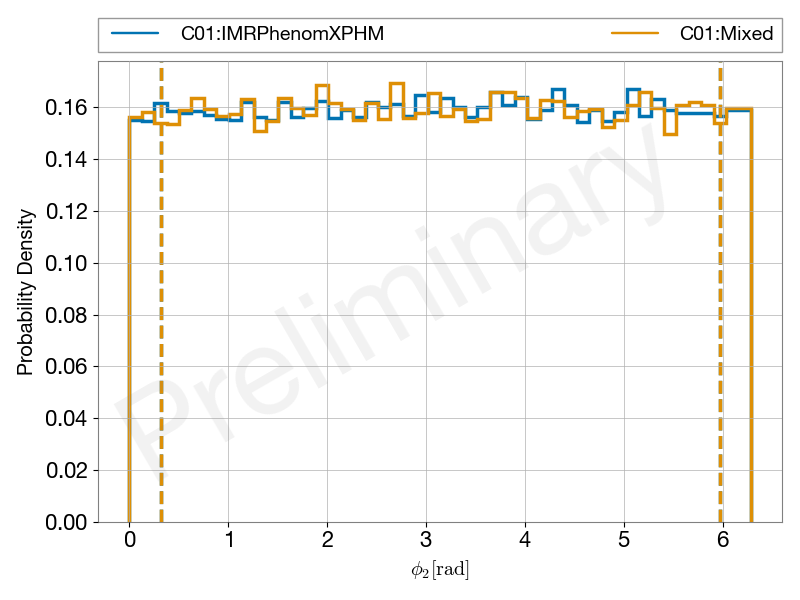 C01:IMRPhenomXPHM C01:Mixed
0.16
0.14
0.12
0.10
0.08
0.06
0.04
0.02
0.00
Probability Density
Preliminary
0 1 2 3 4 5 6
ϕ₂[rad]